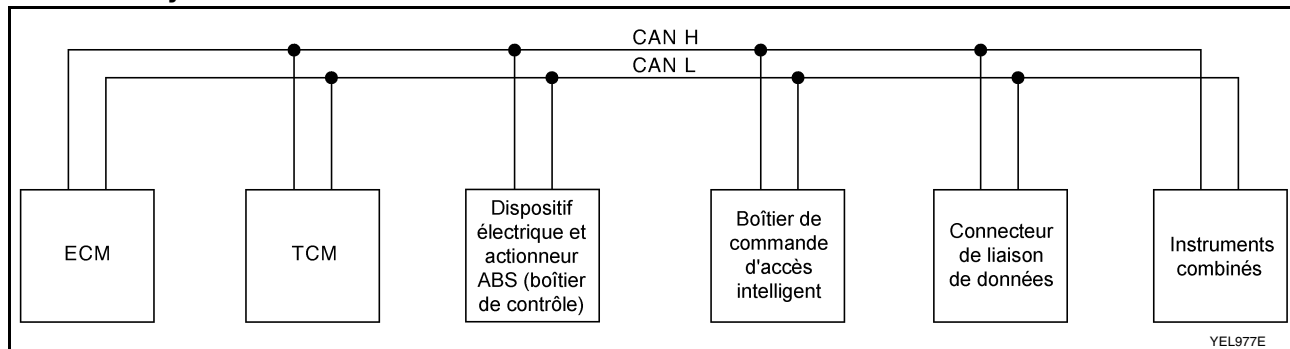 CAN H
CAN L
ECM
TCM
Dispositif
électrique et
actionneur
ABS (boîtier
de contrôle)
Boîtier de
commande
d'accès
intelligent
Connecteur
de liaison
de données
Instruments
combinés
YEL977E